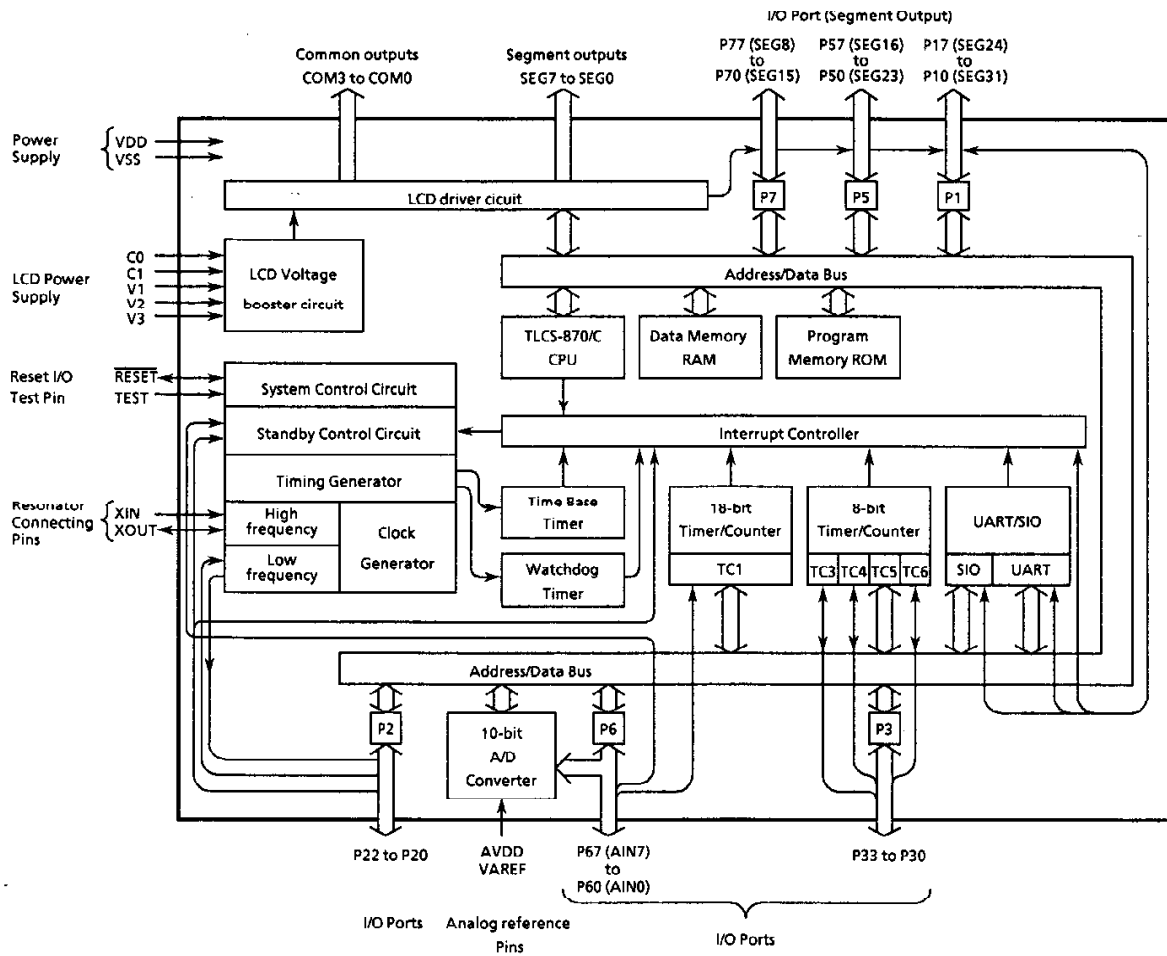 I/O Port (Segment Output)
Common outputs
COM3 to COM0
Segment outputs
SEG7 to SEG0
P77 (SEG8)
to
P70 (SEG15)
P57 (SEG16)
to
P50 (SEG23)
P17 (SEG24)
to
P10 (SEG31)
Power
Supply
VDD
VSS
LCD driver cicuit
P7
P5
P1
LCD Power
Supply
C0
C1
V1
V2
V3
LCD Voltage
booster circuit
Address/Data Bus
TLCS-870/C
CPU
Data Memory
RAM
Program
Memory ROM
Reset I/O
Test Pin
RESET
TEST
System Control Circuit
Standby Control Circuit
Interrupt Controller
Timing Generator
Resonator
Connecting
Pins
XIN
XOUT
High
frequency
Low
frequency
Clock
Generator
Time Base
Timer
Watchdog
Timer
18-bit
Timer/Counter
TC1
8-bit
Timer/Counter
TC3
TC4
TC5
TC6
UART/SIO
SIO
UART
Address/Data Bus
P2
10-bit
A/D
Converter
P6
P3
P22 to P20
AVDD
VAREF
P67 (AIN7)
to
P60 (AIN0)
P33 to P30
I/O Ports
Analog reference
Pins
I/O Ports